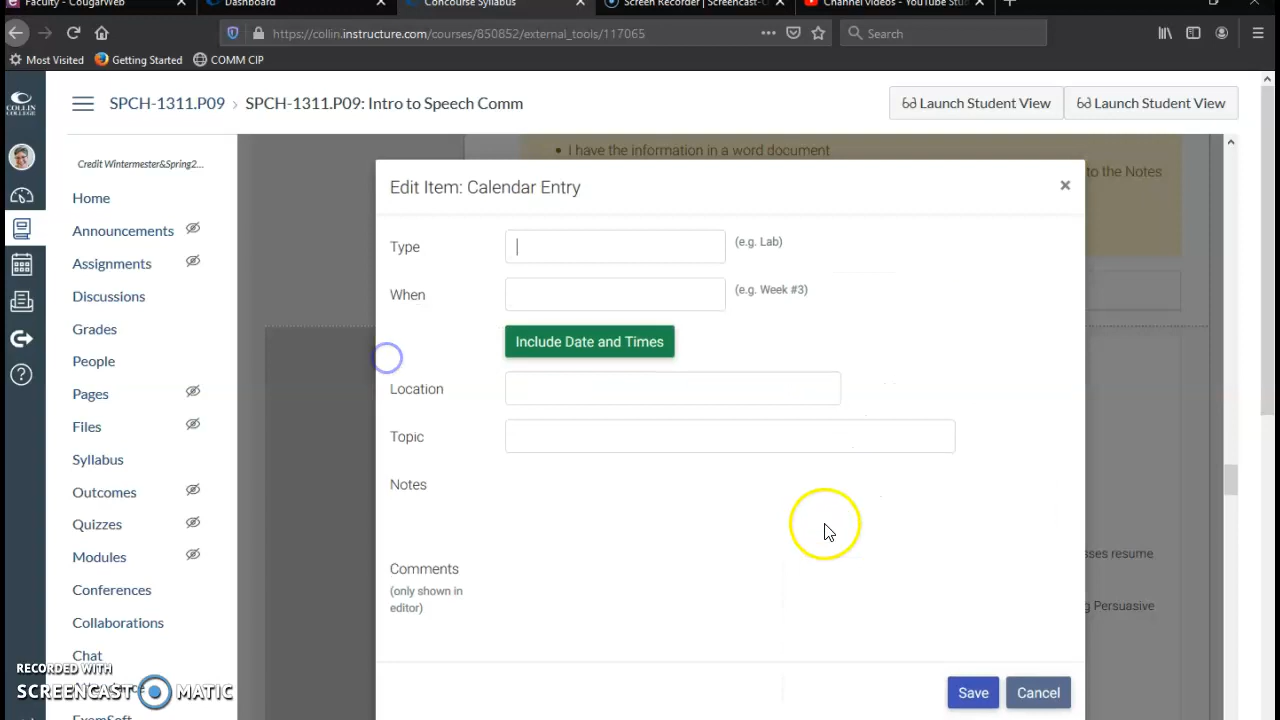 Faculty - CougarWeb
Dashboard
Concourse Syllabus
Screen Recorder | Screencast-O
Channel videos - YouTube Stu
https://collin.instructure.com/courses/850852/external_tools/117065
Search
Most Visited
Getting Started
COMM CIP
COLLIN COLLEGE
SPCH-1311.P09 › SPCH-1311.P09: Intro to Speech Comm
Launch Student View
Launch Student View
Credit Wintermester&Spring2...
Home
Announcements
Assignments
Discussions
Grades
People
Pages
Files
Syllabus
Outcomes
Quizzes
Modules
Conferences
Collaborations
Chat
ExamSoft
• I have the information in a word document
to the Notes
Edit Item: Calendar Entry
×
Type
(e.g. Lab)
When
(e.g. Week #3)
Include Date and Times
Location
Topic
Notes
Comments
(only shown in
editor)
Save
Cancel
sses resume
g Persuasive
RECORDED WITH
SCREENCAST MATIC